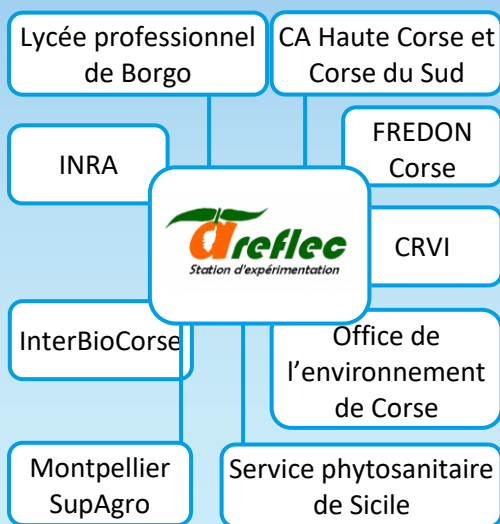 Lycée professionnel
de Borgo
CA Haute Corse et
Corse du Sud
INRA
FREDON
Corse
areflec
Station d'expérimentation
CRVI
InterBioCorse
Office de
l'environnement
de Corse
Montpellier
SupAgro
Service phytosanitaire
de Sicile